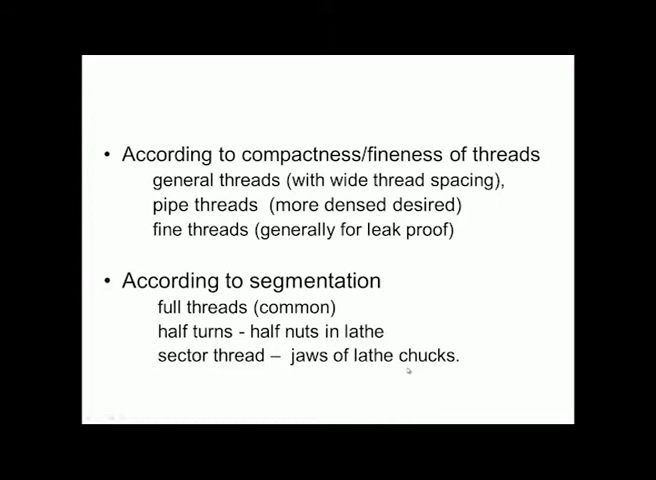 • According to compactness/fineness of threads
general threads (with wide thread spacing),
pipe threads (more densed desired)
fine threads (generally for leak proof)
• According to segmentation
full threads (common)
half turns - half nuts in lathe
sector thread – jaws of lathe chucks.